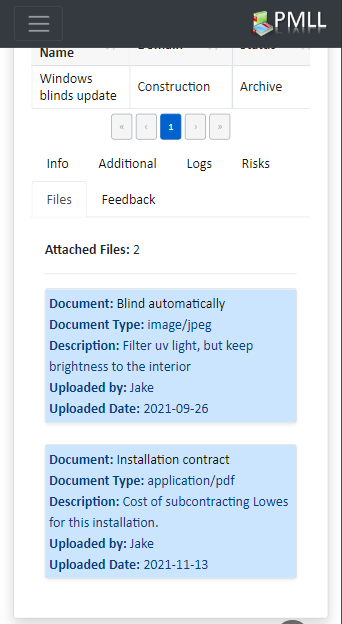 PMLL
Name
Domain
Status
Windows
blinds update
Construction
Archive
«
‹
1
›
»
Info
Additional
Logs
Risks
Files
Feedback
Attached Files: 2
Document: Blind automatically
Document Type: image/jpeg
Description: Filter uv light, but keep
brightness to the interior
Uploaded by: Jake
Uploaded Date: 2021-09-26
Document: Installation contract
Document Type: application/pdf
Description: Cost of subcontracting Lowes
for this installation.
Uploaded by: Jake
Uploaded Date: 2021-11-13